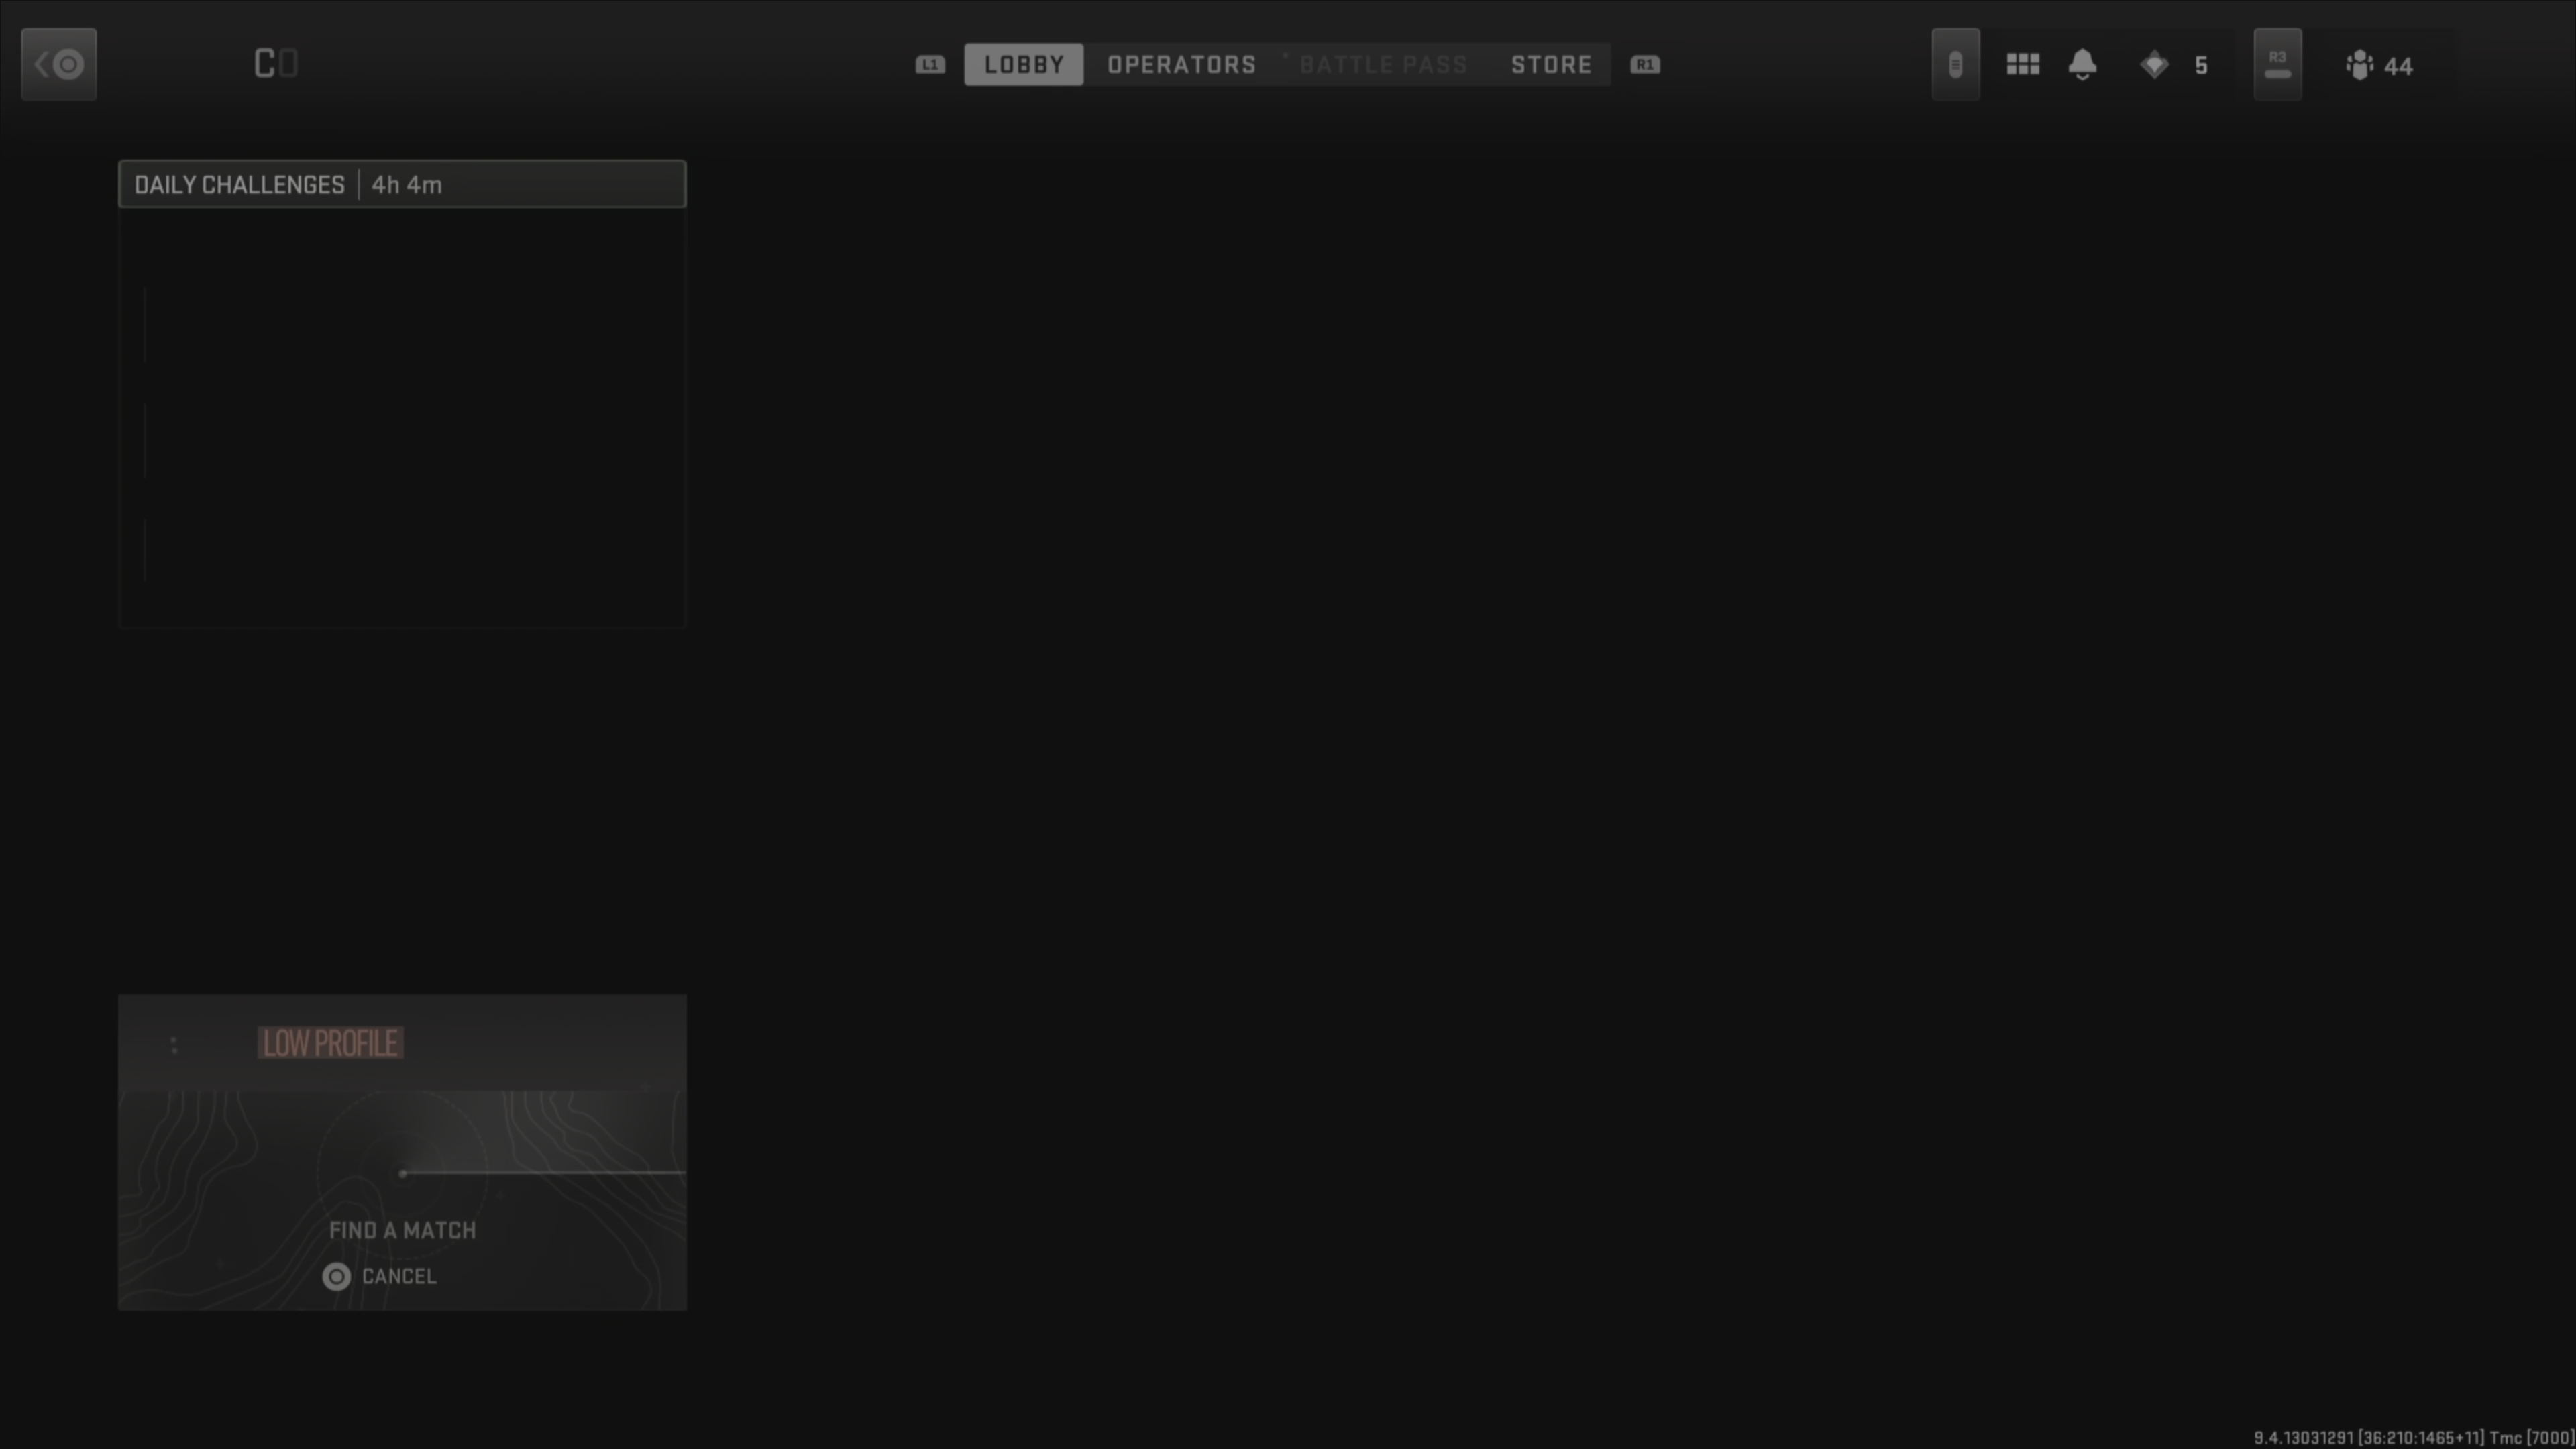 CO
L1 LOBBY OPERATORS BATTLE PASS STORE R1
5
R3
44
DAILY CHALLENGES | 4h 4m
: LOW PROFILE
FIND A MATCH
CANCEL
9.4.13031291 [36:210:1465+11] Tmc [7000]